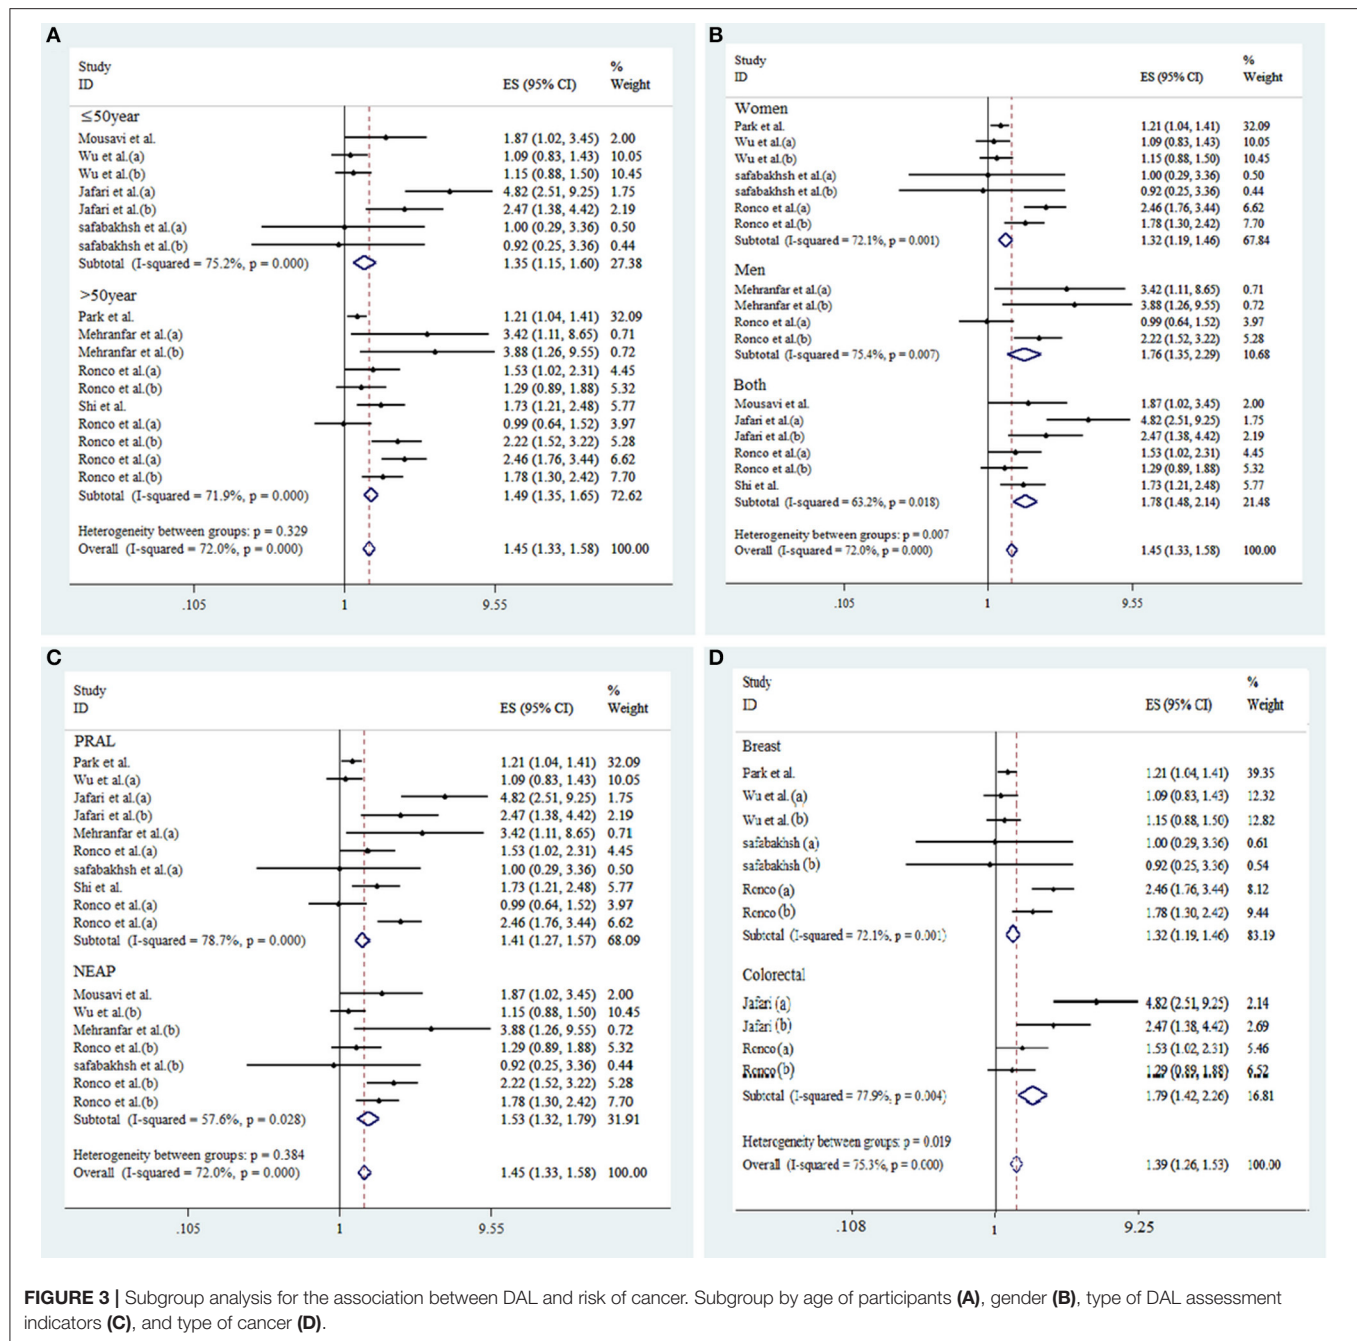 A
Study % 
ID ES (95% CI) Weight
≤50year
Mousavi et al. 1.87 (1.02, 3.45) 2.00
Wu et al.(a) 1.09 (0.83, 1.43) 10.05
Wu et al.(b) 1.15 (0.88, 1.50) 10.45
Jafari et al.(a) 4.82 (2.51, 9.25) 1.75
Jafari et al.(b) 2.47 (1.38, 4.42) 2.19
safabakhsh et al.(a) 1.00 (0.29, 3.36) 0.50
safabakhsh et al.(b) 0.92 (0.25, 3.36) 0.44
Subtotal (I-squared = 75.2%, p = 0.000) 1.35 (1.15, 1.60) 27.38
>50year
Park et al. 1.21 (1.04, 1.41) 32.09
Mehranfar et al.(a) 3.42 (1.11, 8.65) 0.71
Mehranfar et al.(b) 3.88 (1.26, 9.55) 0.72
Ronco et al.(a) 1.53 (1.02, 2.31) 4.45
Ronco et al.(b) 1.29 (0.89, 1.88) 5.32
Shi et al. 1.73 (1.21, 2.48) 5.77
Ronco et al.(a) 0.99 (0.64, 1.52) 3.97
Ronco et al.(b) 2.22 (1.52, 3.22) 5.28
Ronco et al.(a) 2.46 (1.76, 3.44) 6.62
Ronco et al.(b) 1.78 (1.30, 2.42) 7.70
Subtotal (I-squared = 71.9%, p = 0.000) 1.49 (1.35, 1.65) 72.62
Heterogeneity between groups: p = 0.329
Overall (I-squared = 72.0%, p = 0.000) 1.45 (1.33, 1.58) 100.00
.105 1 9.55
B
Study %
ID ES (95% CI) Weight
Women
Park et al. 1.21 (1.04, 1.41) 32.09
Wu et al.(a) 1.09 (0.83, 1.43) 10.05
Wu et al.(b) 1.15 (0.88, 1.50) 10.45
safabakhsh et al.(a) 1.00 (0.29, 3.36) 0.50
safabakhsh et al.(b) 0.92 (0.25, 3.36) 0.44
Ronco et al.(a) 2.46 (1.76, 3.44) 6.62
Ronco et al.(b) 1.78 (1.30, 2.42) 7.70
Subtotal (I-squared = 72.1%, p = 0.001) 1.32 (1.19, 1.46) 67.84
Men
Mehranfar et al.(a) 3.42 (1.11, 8.65) 0.71
Mehranfar et al.(b) 3.88 (1.26, 9.55) 0.72
Ronco et al.(a) 0.99 (0.64, 1.52) 3.97
Ronco et al.(b) 2.22 (1.52, 3.22) 5.28
Subtotal (I-squared = 75.4%, p = 0.007) 1.76 (1.35, 2.29) 10.68
Both
Mousavi et al. 1.87 (1.02, 3.45) 2.00
Jafari et al.(a) 4.82 (2.51, 9.25) 1.75
Jafari et al.(b) 2.47 (1.38, 4.42) 2.19
Ronco et al.(a) 1.53 (1.02, 2.31) 4.45
Ronco et al.(b) 1.29 (0.89, 1.88) 5.32
Shi et al. 1.73 (1.21, 2.48) 5.77
Subtotal (I-squared = 63.2%, p = 0.018) 1.78 (1.48, 2.14) 21.48
Heterogeneity between groups: p = 0.007
Overall (I-squared = 72.0%, p = 0.000) 1.45 (1.33, 1.58) 100.00
.105 1 9.55
C
Study %
ID ES (95% CI) Weight
PRAL
Park et al. 1.21 (1.04, 1.41) 32.09
Wu et al.(a) 1.09 (0.83, 1.43) 10.05
Jafari et al.(a) 4.82 (2.51, 9.25) 1.75
Jafari et al.(b) 2.47 (1.38, 4.42) 2.19
Mehranfar et al.(a) 3.42 (1.11, 8.65) 0.71
Ronco et al.(a) 1.53 (1.02, 2.31) 4.45
safabakhsh et al.(a) 1.00 (0.29, 3.36) 0.50
Shi et al. 1.73 (1.21, 2.48) 5.77
Ronco et al.(a) 0.99 (0.64, 1.52) 3.97
Ronco et al.(a) 2.46 (1.76, 3.44) 6.62
Subtotal (I-squared = 78.7%, p = 0.000) 1.41 (1.27, 1.57) 68.09
NEAP
Mousavi et al. 1.87 (1.02, 3.45) 2.00
Wu et al.(b) 1.15 (0.88, 1.50) 10.45
Mehranfar et al.(b) 3.88 (1.26, 9.55) 0.72
Ronco et al.(b) 1.29 (0.89, 1.88) 5.32
safabakhsh et al.(b) 0.92 (0.25, 3.36) 0.44
Ronco et al.(b) 2.22 (1.52, 3.22) 5.28
Ronco et al.(b) 1.78 (1.30, 2.42) 7.70
Subtotal (I-squared = 57.6%, p = 0.028) 1.53 (1.32, 1.79) 31.91
Heterogeneity between groups: p = 0.384
Overall (I-squared = 72.0%, p = 0.000) 1.45 (1.33, 1.58) 100.00
.105 1 9.55
D
Study %
ID ES (95% CI) Weight
Breast
Park et al. 1.21 (1.04, 1.41) 39.35
Wu et al.(a) 1.09 (0.83, 1.43) 12.32
Wu et al.(b) 1.15 (0.88, 1.50) 12.82
safabakhsh (a) 1.00 (0.29, 3.36) 0.61
safabakhsh (b) 0.92 (0.25, 3.36) 0.54
Ronco (a) 2.46 (1.76, 3.44) 8.12
Ronco (b) 1.78 (1.30, 2.42) 9.44
Subtotal (I-squared = 72.1%, p = 0.001) 1.32 (1.19, 1.46) 83.19
Colorectal
Jafari (a) 4.82 (2.51, 9.25) 2.14
Jafari (b) 2.47 (1.38, 4.42) 2.69
Ronco (a) 1.53 (1.02, 2.31) 5.46
Ronco (b) 1.29 (0.89, 1.88) 6.52
Subtotal (I-squared = 77.9%, p = 0.004) 1.79 (1.42, 2.26) 16.81
Heterogeneity between groups: p = 0.019
Overall (I-squared = 75.3%, p = 0.000) 1.39 (1.26, 1.53) 100.00
.108 1 9.25
FIGURE 3 | Subgroup analysis for the association between DAL and risk of cancer. Subgroup by age of participants (A), gender (B), type of DAL assessment
indicators (C), and type of cancer (D).